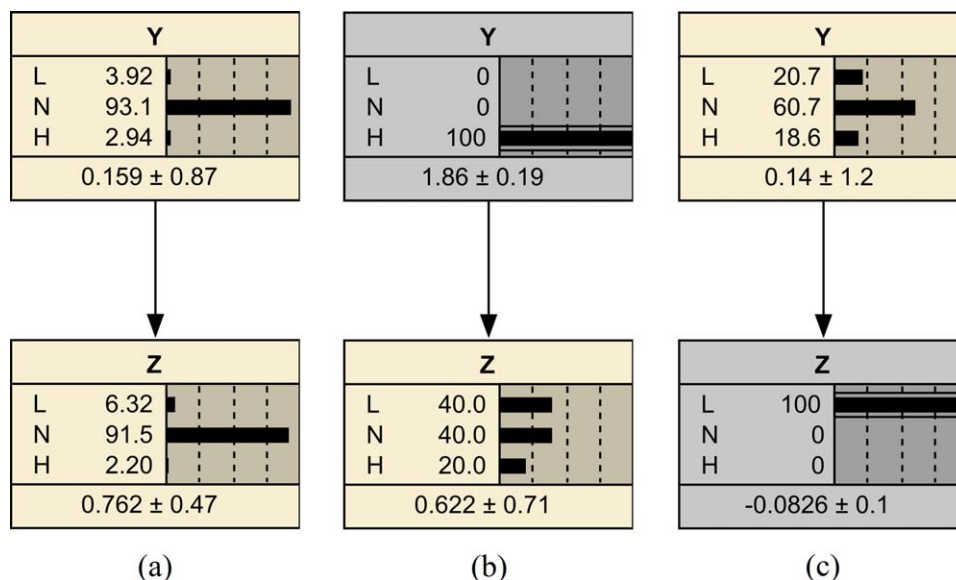 Y
L 3.92
N 93.1
H 2.94
0.159 ± 0.87
Z
L 6.32
N 91.5
H 2.20
0.762 ± 0.47
(a)
Y
L 0
N 0
H 100
1.86 ± 0.19
Z
L 40.0
N 40.0
H 20.0
0.622 ± 0.71
(b)
Y
L 20.7
N 60.7
H 18.6
0.14 ± 1.2
Z
L 100
N 0
H 0
-0.0826 ± 0.1
(c)